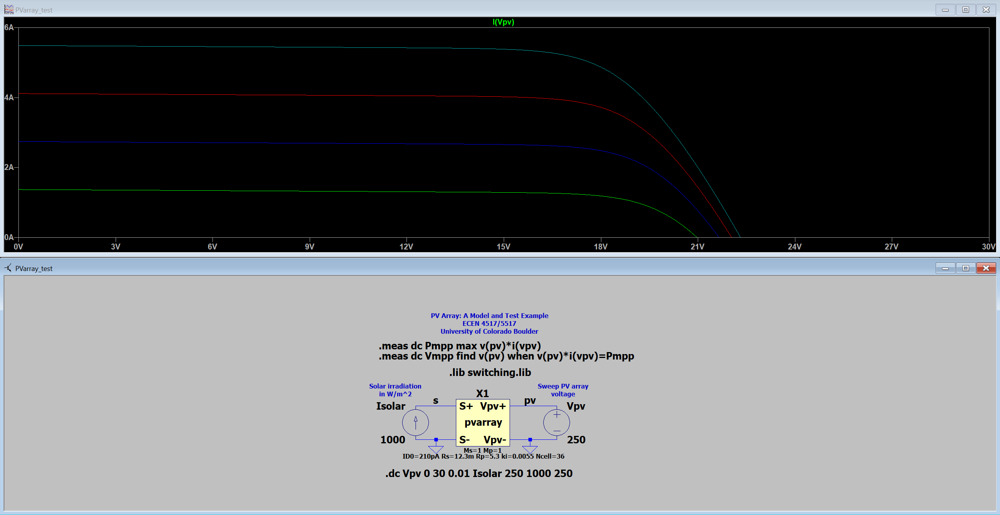 PVarray_test
I(Vpv)
6A
4A
2A
0A
0V 3V 6V 9V 12V 15V 18V 21V 24V 27V 30V
PVarray_test
PV Array: A Model and Test Example
ECEN 4517/5517
University of Colorado Boulder
.meas dc Pmpp max v(pv)*i(vpv)
.meas dc Vmpp find v(pv) when v(pv)*i(vpv)=Pmpp
.lib switching.lib
Solar irradiation
in W/m^2
Sweep PV array
voltage
X1
s
pv
Isolar
S+ Vpv+
Vpv
pvarray
1000
S- Vpv-
250
Ms=1 Mp=1
ID0=210pA Rs=12.3m Rp=5.3 ki=0.0055 Ncell=36
.dc Vpv 0 30 0.01 Isolar 250 1000 250